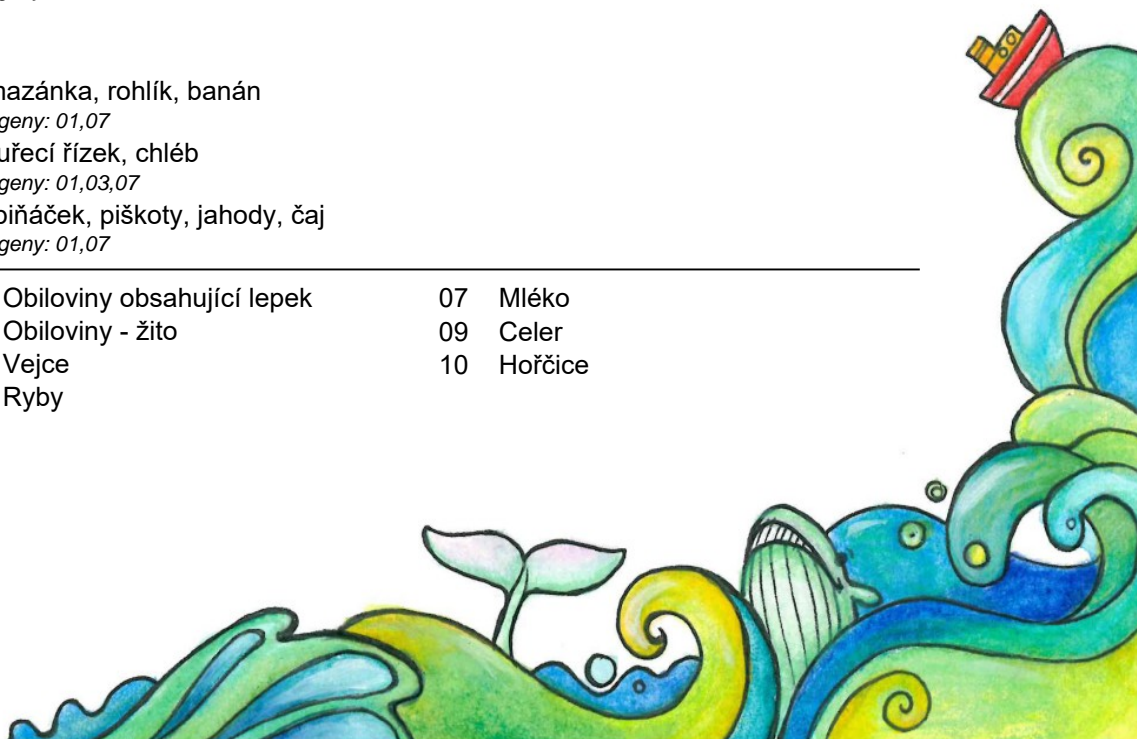 mazánka, rohlík, banán
geny: 01,07
uřecí řízek, chléb
geny: 01,03,07
biňáček, piškoty, jahody, čaj
geny: 01,07
Obiloviny obsahující lepek 07 Mléko
Obiloviny - žito 09 Celer
Vejce 10 Hořčice
Ryby